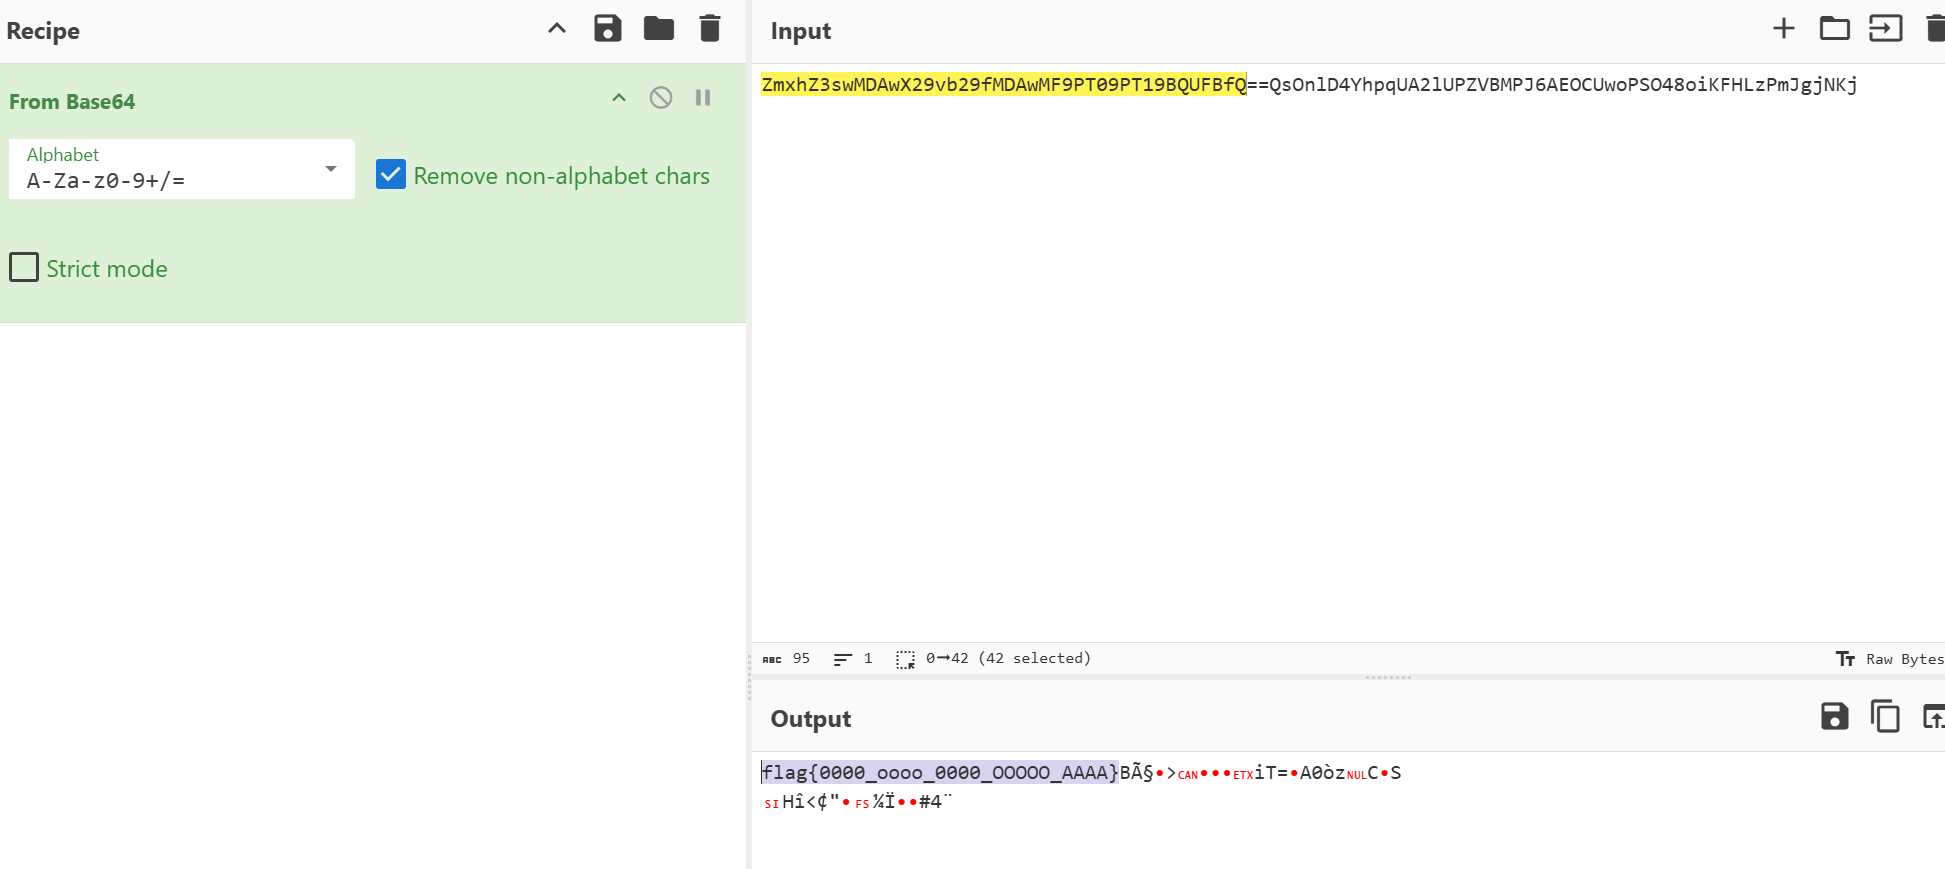 Recipe
From Base64
Alphabet
A-Za-z0-9+/=
Remove non-alphabet chars
Strict mode
Input
ZmxhZ3swMDAwX29vb29fMDAwMF9PT09PT19BQUFBfQ==QsOnlD4YhpqUA2lUPZVBMPJ6AEOCUwoPSO48oiKFHLzPmJgjNKj
ABC 95 1 0→42 (42 selected) Tт Raw Bytes
Output
flag{0000_oooo_0000_OOOOO_AAAA}BÃ§•>CAN•••ETXiT=•A0òzNULC•S
SIHî<¢"•FS¼Ï••#4¨